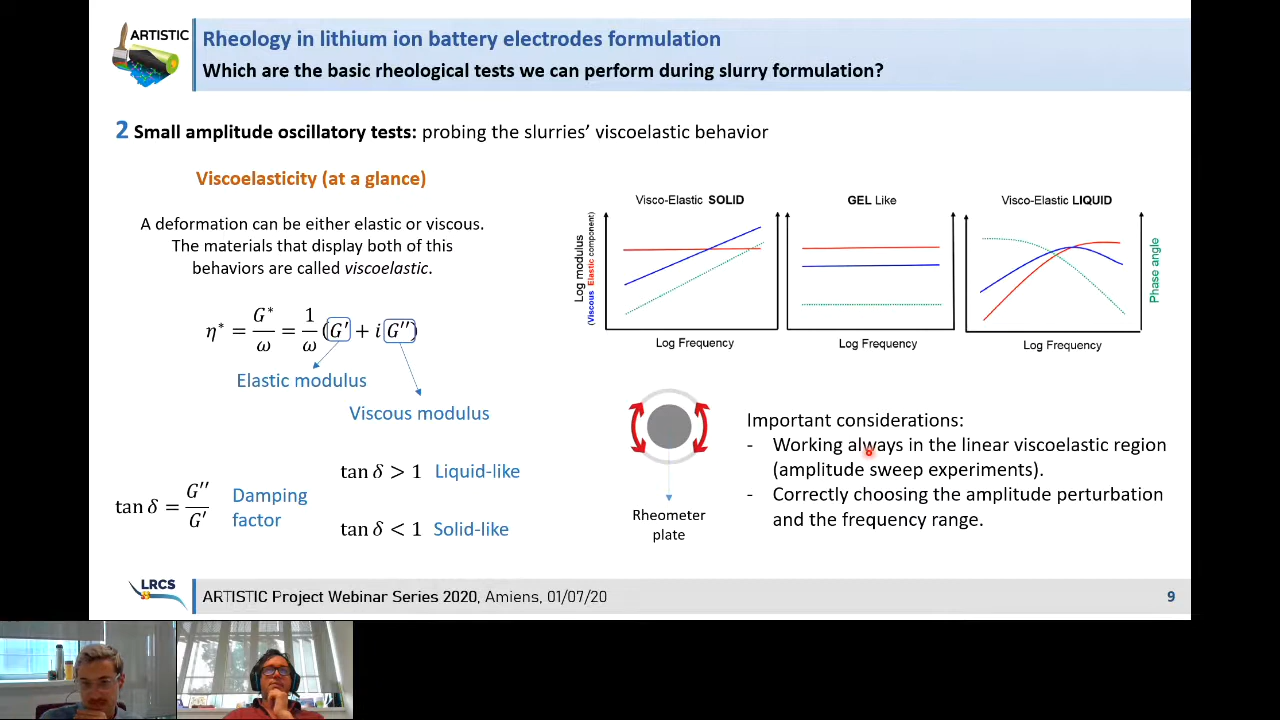 ARTISTIC
Rheology in lithium ion battery electrodes formulation
Which are the basic rheological tests we can perform during slurry formulation?
2 Small amplitude oscillatory tests: probing the slurries' viscoelastic behavior
Viscoelasticity (at a glance)
A deformation can be either elastic or viscous.
The materials that display both of this
behaviors are called viscoelastic.
η* = G*/ω = 1/ω (G′ + i G′′)
Elastic modulus
Viscous modulus
tan δ = G′′/G′
Damping
factor
tan δ > 1 Liquid-like
tan δ < 1 Solid-like
Visco-Elastic SOLID
GEL Like
Visco-Elastic LIQUID
Log modulus
(Viscous Elastic component)
Phase angle
Log Frequency
Log Frequency
Log Frequency
Rheometer
plate
Important considerations:
- Working always in the linear viscoelastic region
(amplitude sweep experiments).
- Correctly choosing the amplitude perturbation
and the frequency range.
LRCS
ARTISTIC Project Webinar Series 2020, Amiens, 01/07/20
9